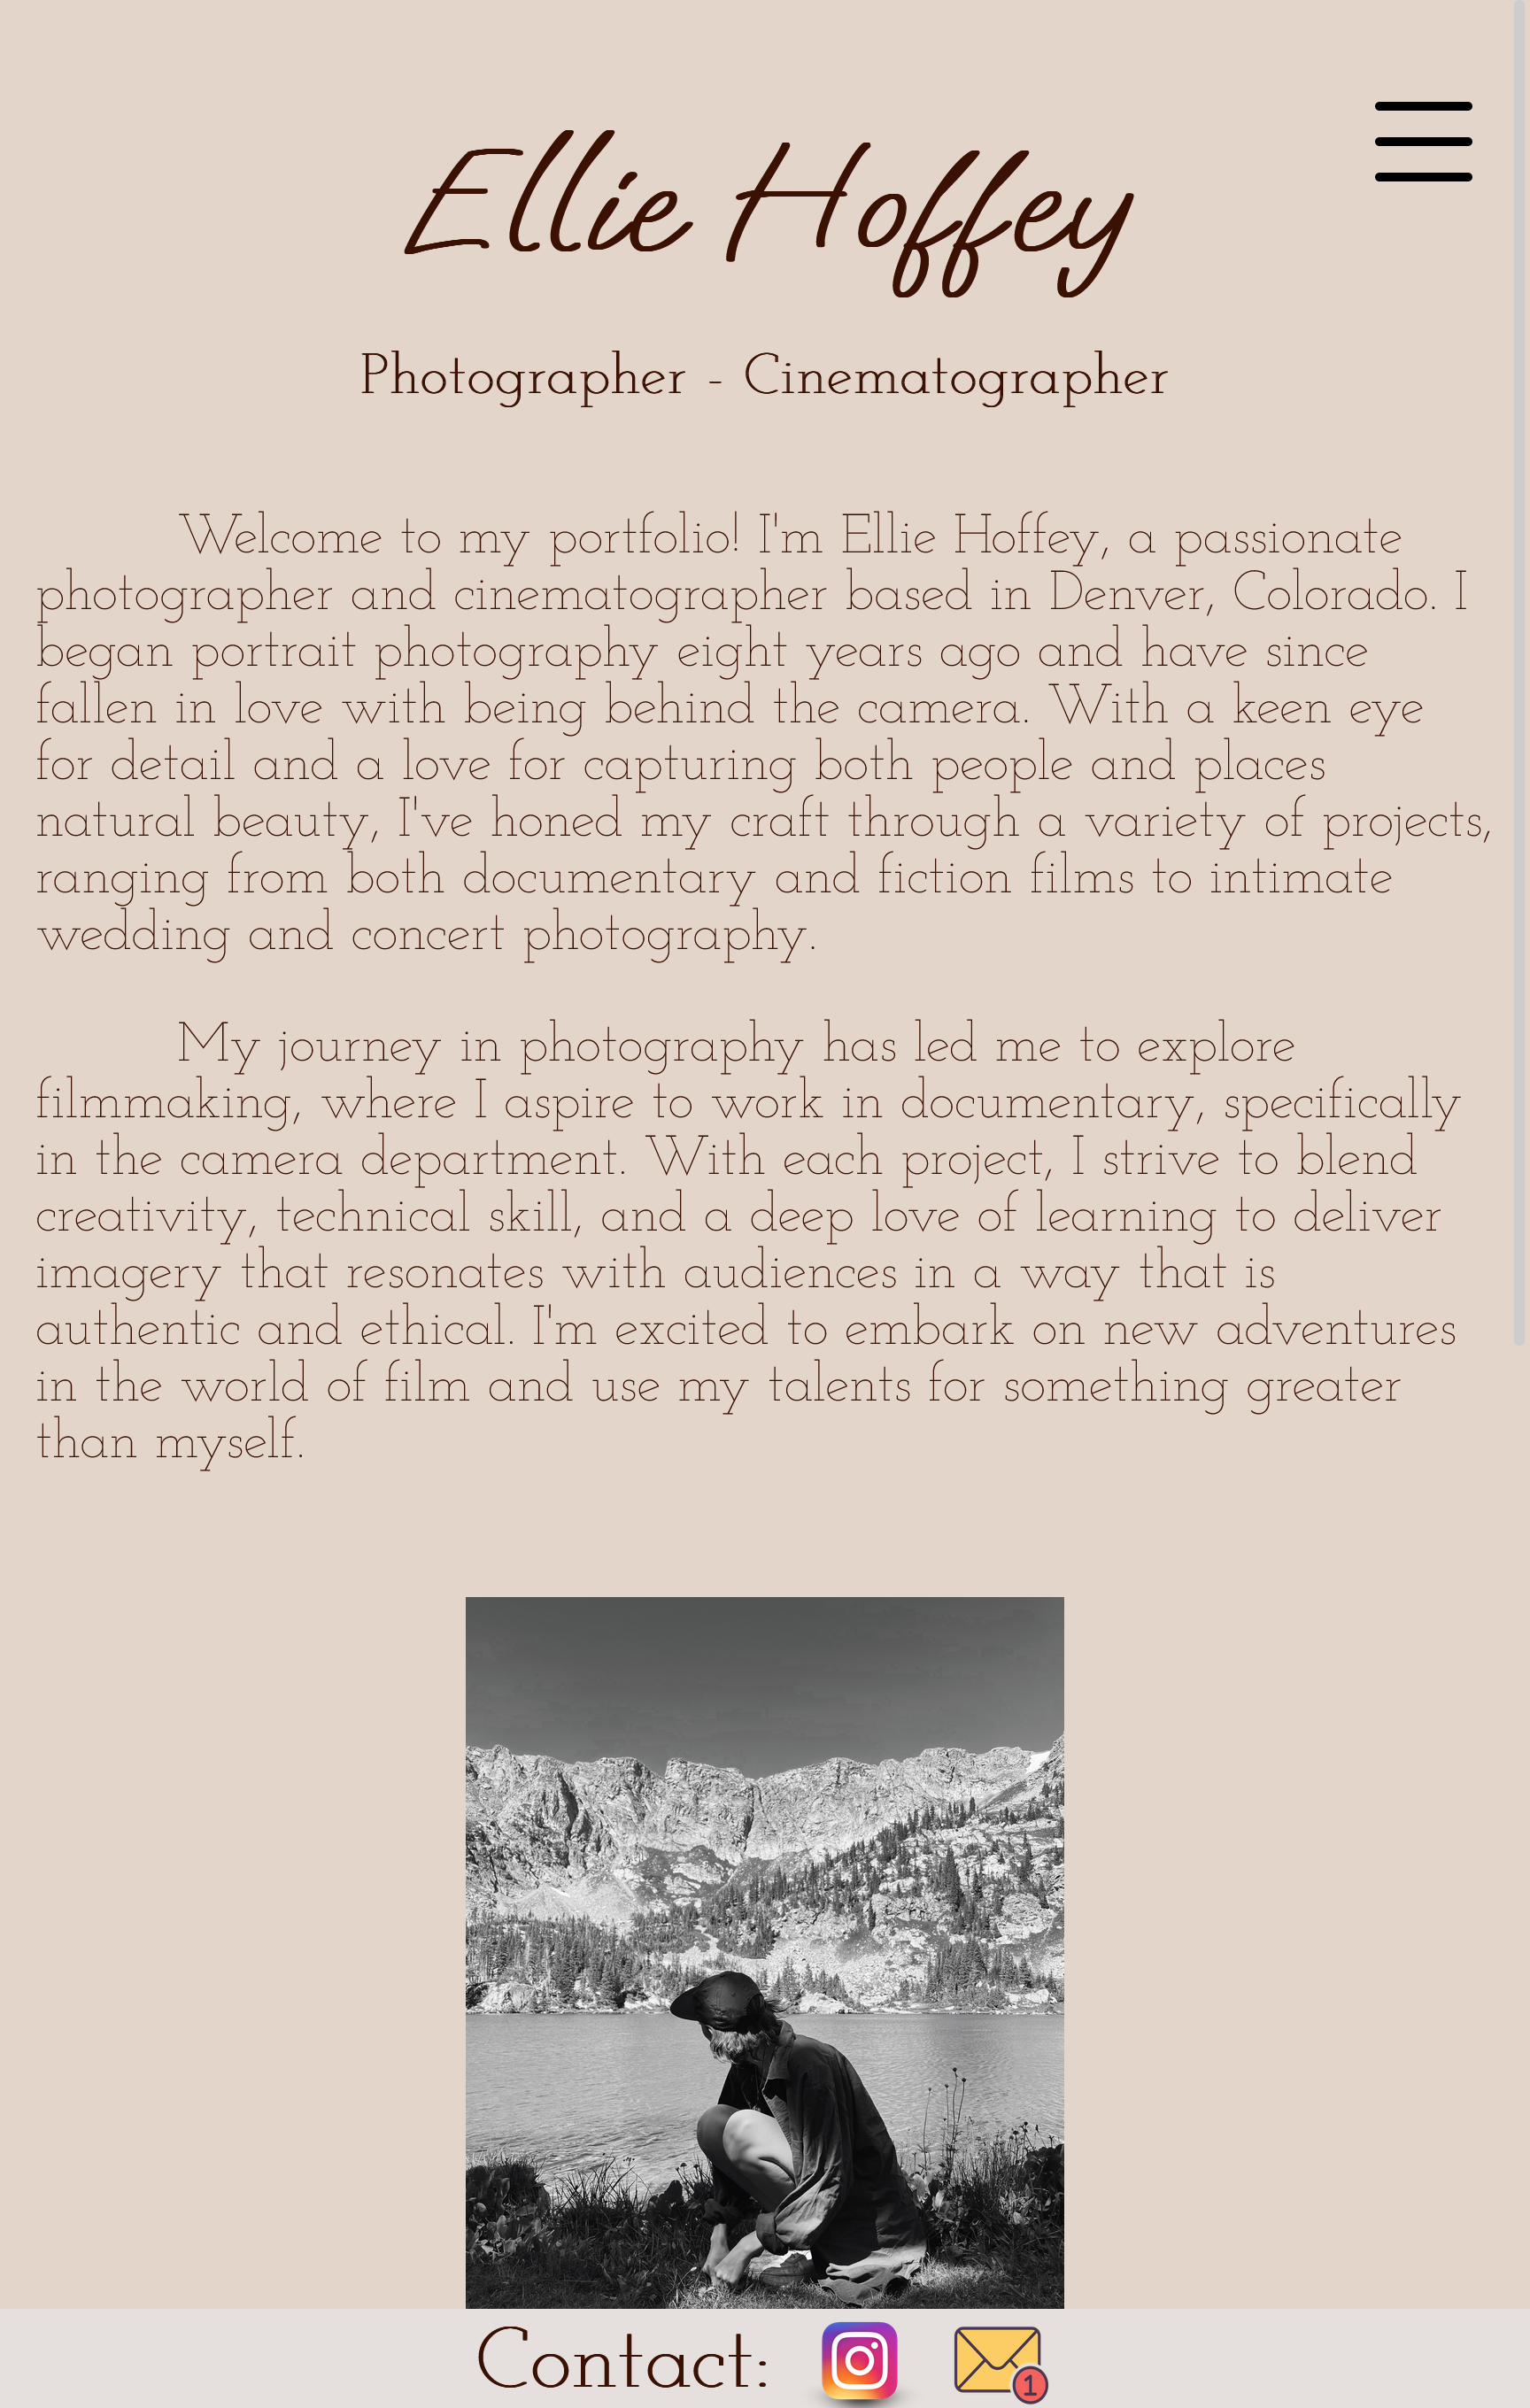 Ellie Hoffey
Photographer - Cinematographer
Welcome to my portfolio! I'm Ellie Hoffey, a passionate
photographer and cinematographer based in Denver, Colorado. I
began portrait photography eight years ago and have since
fallen in love with being behind the camera. With a keen eye
for detail and a love for capturing both people and places
natural beauty, I've honed my craft through a variety of projects,
ranging from both documentary and fiction films to intimate
wedding and concert photography.
My journey in photography has led me to explore
filmmaking, where I aspire to work in documentary, specifically
in the camera department. With each project, I strive to blend
creativity, technical skill, and a deep love of learning to deliver
imagery that resonates with audiences in a way that is
authentic and ethical. I'm excited to embark on new adventures
in the world of film and use my talents for something greater
than myself.
Contact:
1